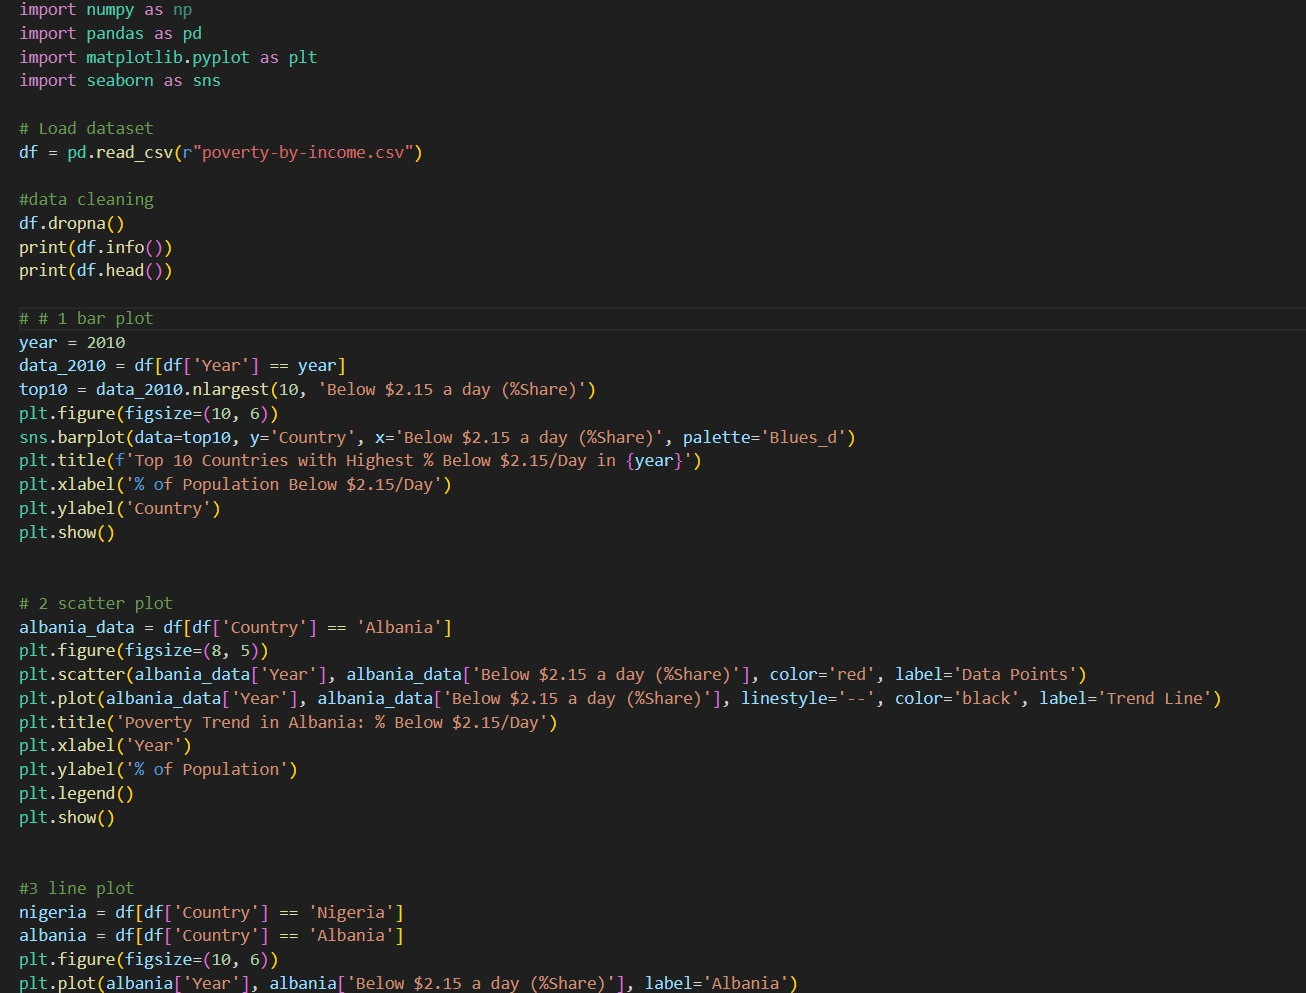 import numpy as np
import pandas as pd
import matplotlib.pyplot as plt
import seaborn as sns
# Load dataset
df = pd.read_csv(r"poverty-by-income.csv")
#data cleaning
df.dropna()
print(df.info())
print(df.head())
# # 1 bar plot
year = 2010
data_2010 = df[df['Year'] == year]
top10 = data_2010.nlargest(10, 'Below $2.15 a day (%Share)')
plt.figure(figsize=(10, 6))
sns.barplot(data=top10, y='Country', x='Below $2.15 a day (%Share)', palette='Blues_d')
plt.title(f'Top 10 Countries with Highest % Below $2.15/Day in {year}')
plt.xlabel('% of Population Below $2.15/Day')
plt.ylabel('Country')
plt.show()
# 2 scatter plot
albania_data = df[df['Country'] == 'Albania']
plt.figure(figsize=(8, 5))
plt.scatter(albania_data['Year'], albania_data['Below $2.15 a day (%Share)'], color='red', label='Data Points')
plt.plot(albania_data['Year'], albania_data['Below $2.15 a day (%Share)'], linestyle='--', color='black', label='Trend Line')
plt.title('Poverty Trend in Albania: % Below $2.15/Day')
plt.xlabel('Year')
plt.ylabel('% of Population')
plt.legend()
plt.show()
#3 line plot
nigeria = df[df['Country'] == 'Nigeria']
albania = df[df['Country'] == 'Albania']
plt.figure(figsize=(10, 6))
plt.plot(albania['Year'], albania['Below $2.15 a day (%Share)'], label='Albania')